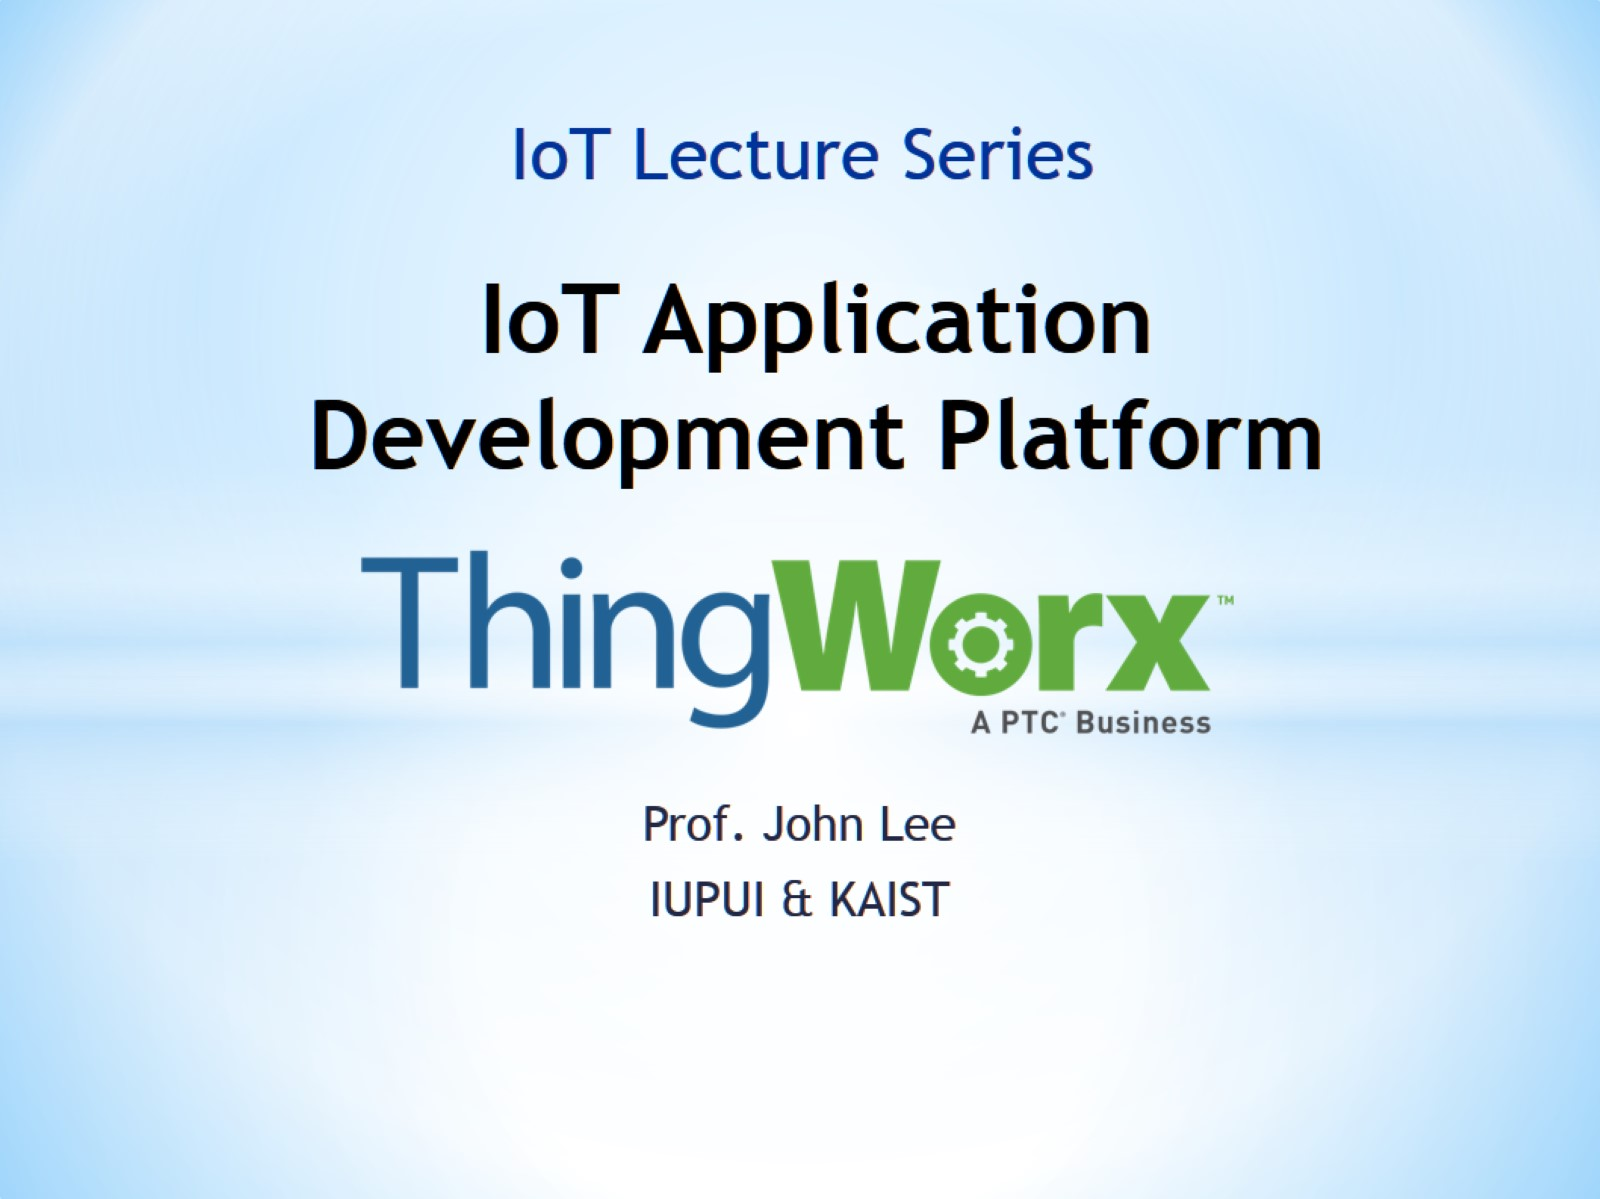 IoT Lecture Series
IoT Application
Development Platform
ThingWorx™
A PTC® Business
Prof. John Lee
IUPUI & KAIST